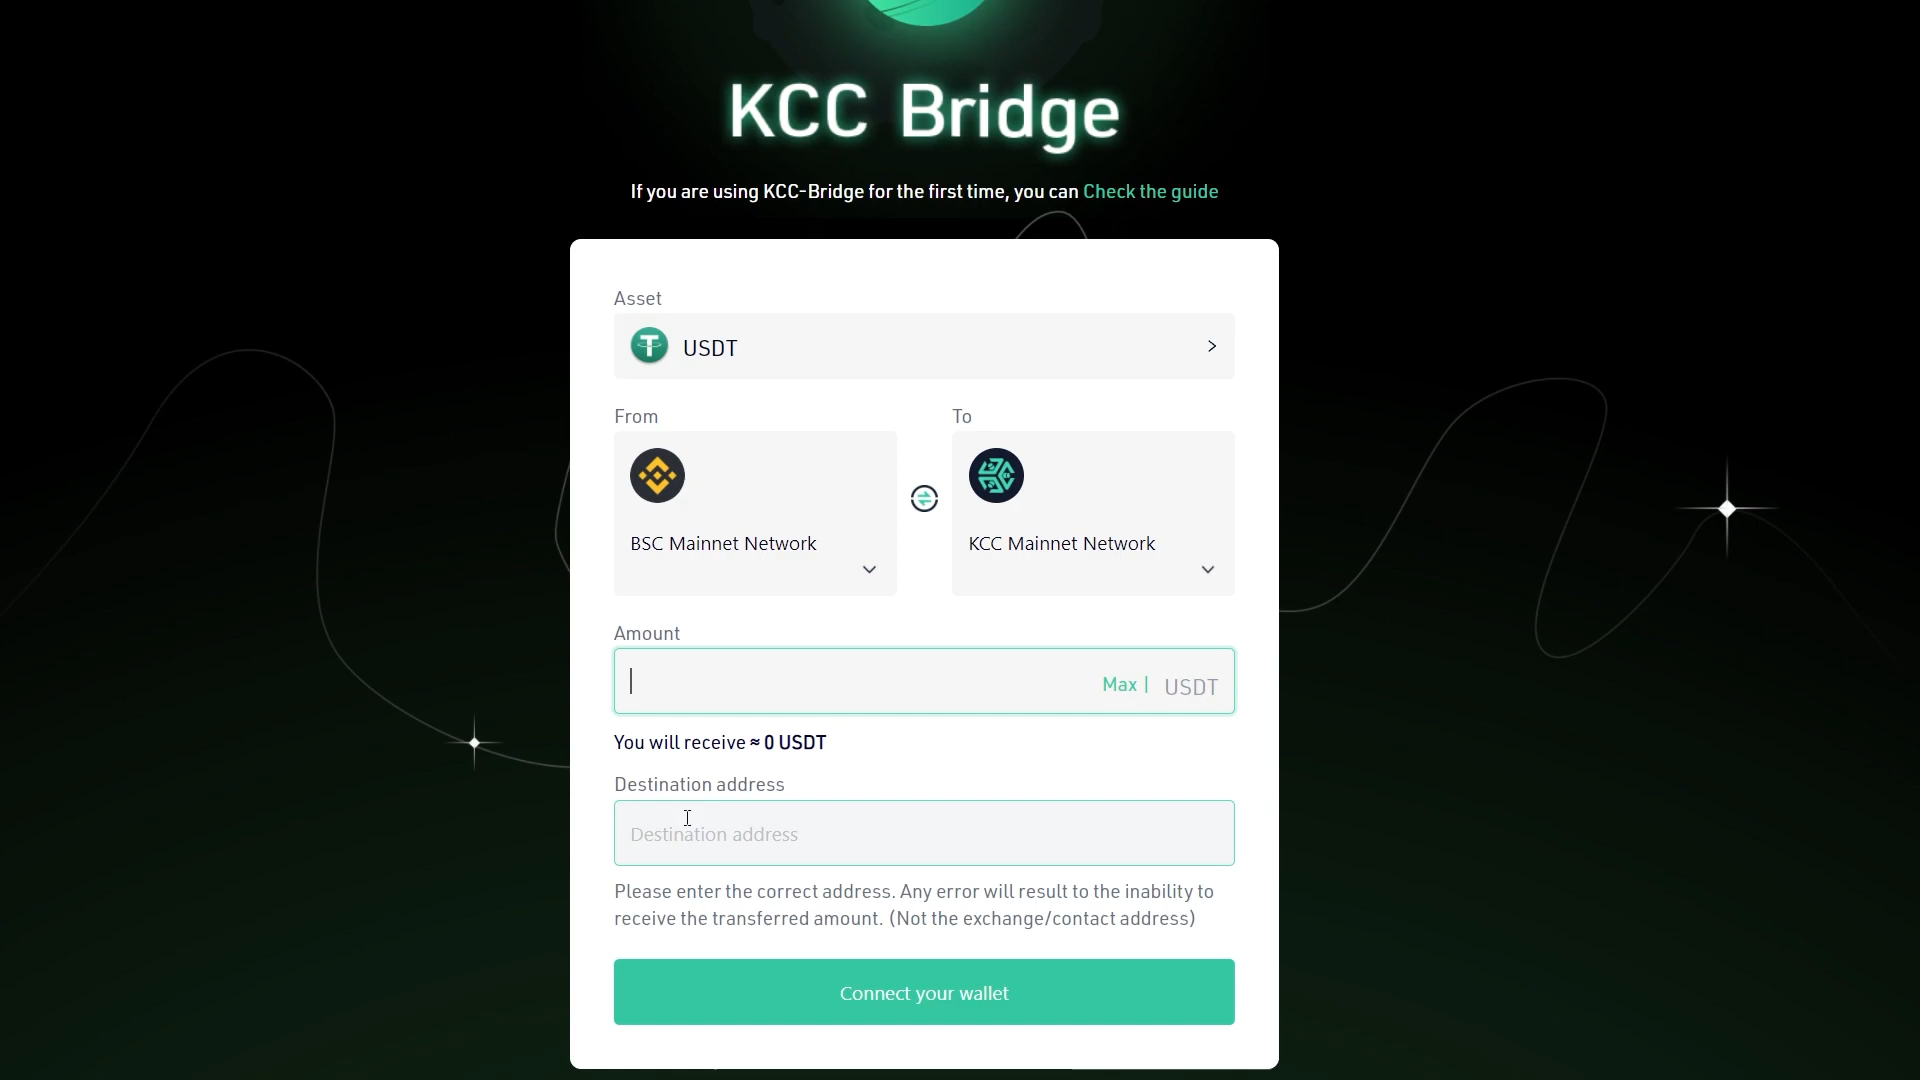 KCC Bridge
If you are using KCC-Bridge for the first time, you can Check the guide
Asset
USDT
From
To
BSC Mainnet Network
KCC Mainnet Network
Amount
Max | USDT
You will receive ≈ 0 USDT
Destination address
Destination address
Please enter the correct address. Any error will result to the inability to
receive the transferred amount. (Not the exchange/contact address)
Connect your wallet